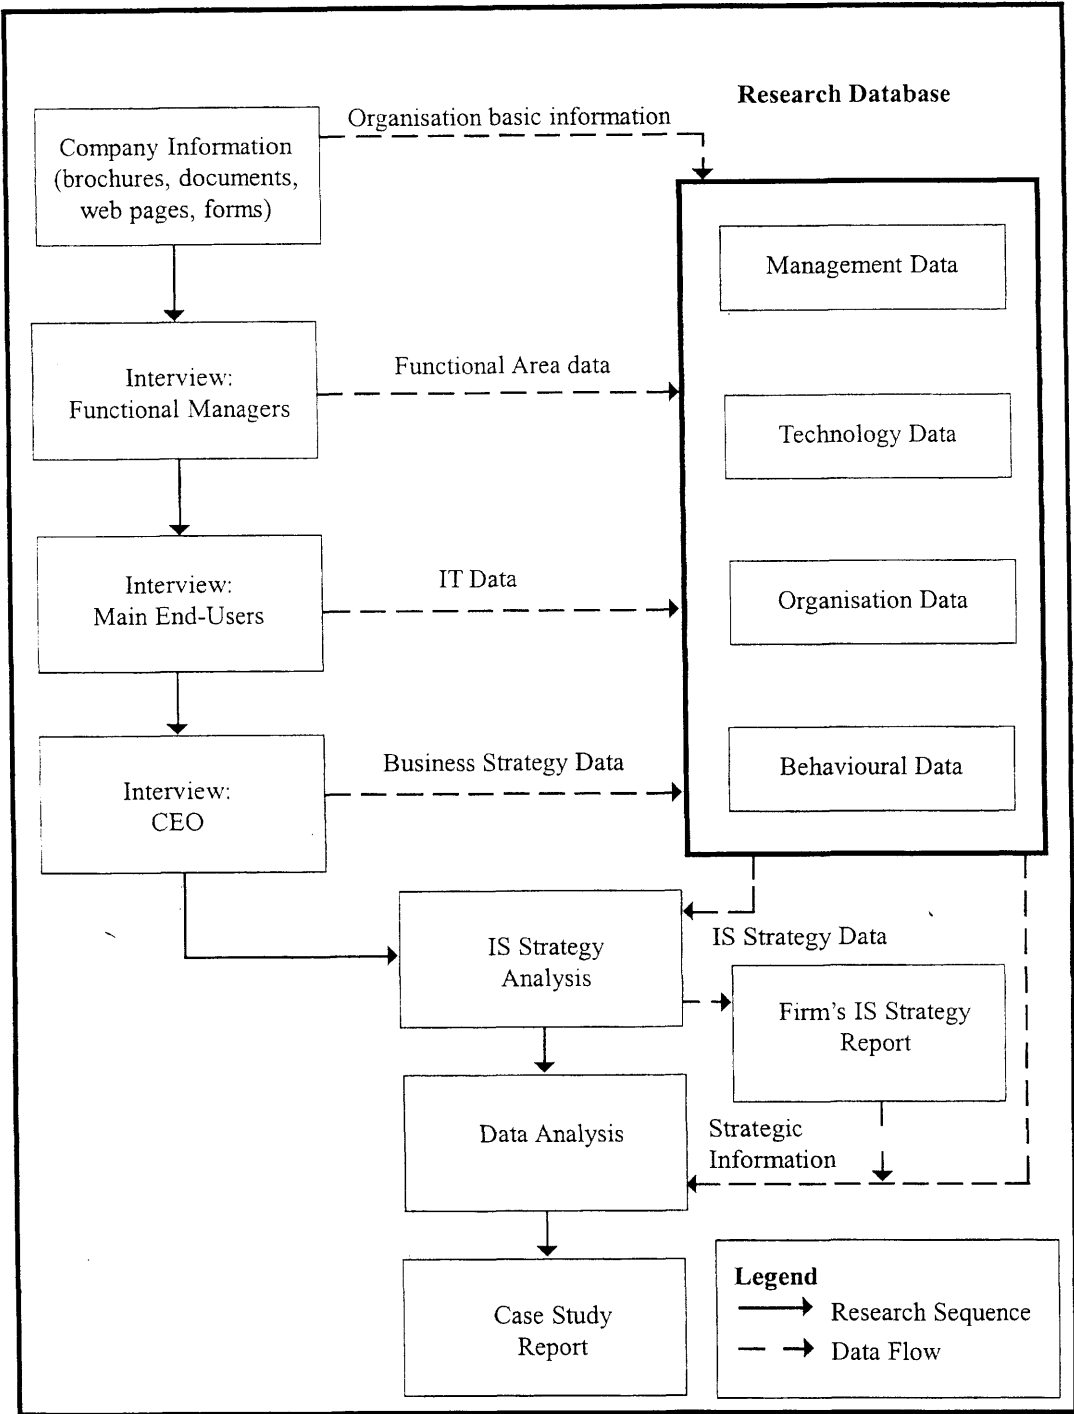 Research Database
Organisation basic information
Company Information
(brochures, documents,
web pages, forms)
Management Data
Interview:
Functional Managers
Functional Area data
Technology Data
Interview:
Main End-Users
IT Data
Organisation Data
Interview:
CEO
Business Strategy Data
Behavioural Data
IS Strategy
Analysis
IS Strategy Data
Firm's IS Strategy
Report
Data Analysis
Strategic
Information
Case Study
Report
Legend
Research Sequence
Data Flow